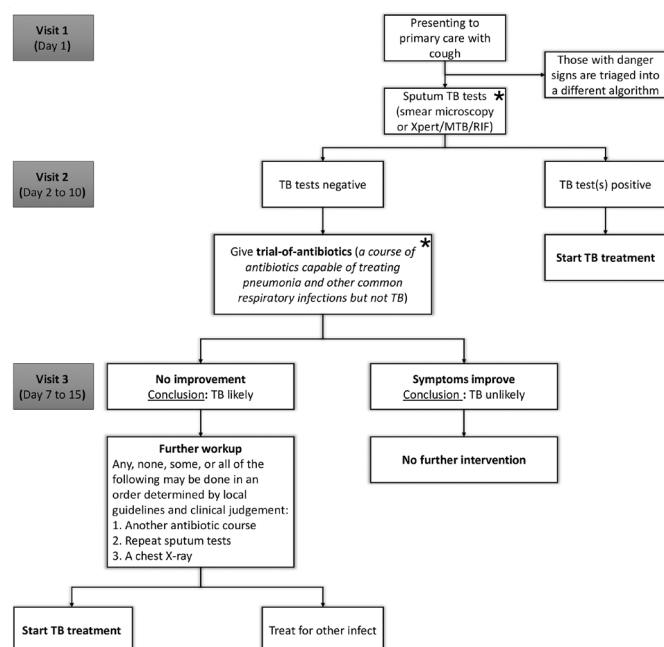 Visit 1
(Day 1)
Presenting to
primary care with
cough
Those with danger
signs are triaged into
a different algorithm
Sputum TB tests *
(smear microscopy
or Xpert/MTB/RIF)
Visit 2
(Day 2 to 10)
TB tests negative
TB test(s) positive
Give trial-of-antibiotics (a course of *
antibiotics capable of treating
pneumonia and other common
respiratory infections but not TB)
Start TB treatment
Visit 3
(Day 7 to 15)
No improvement
Conclusion: TB likely
Symptoms improve
Conclusion : TB unlikely
Further workup
Any, none, some, or all of the
following may be done in an
order determined by local
guidelines and clinical judgement:
1. Another antibiotic course
2. Repeat sputum tests
3. A chest X-ray
No further intervention
Start TB treatment
Treat for other infect